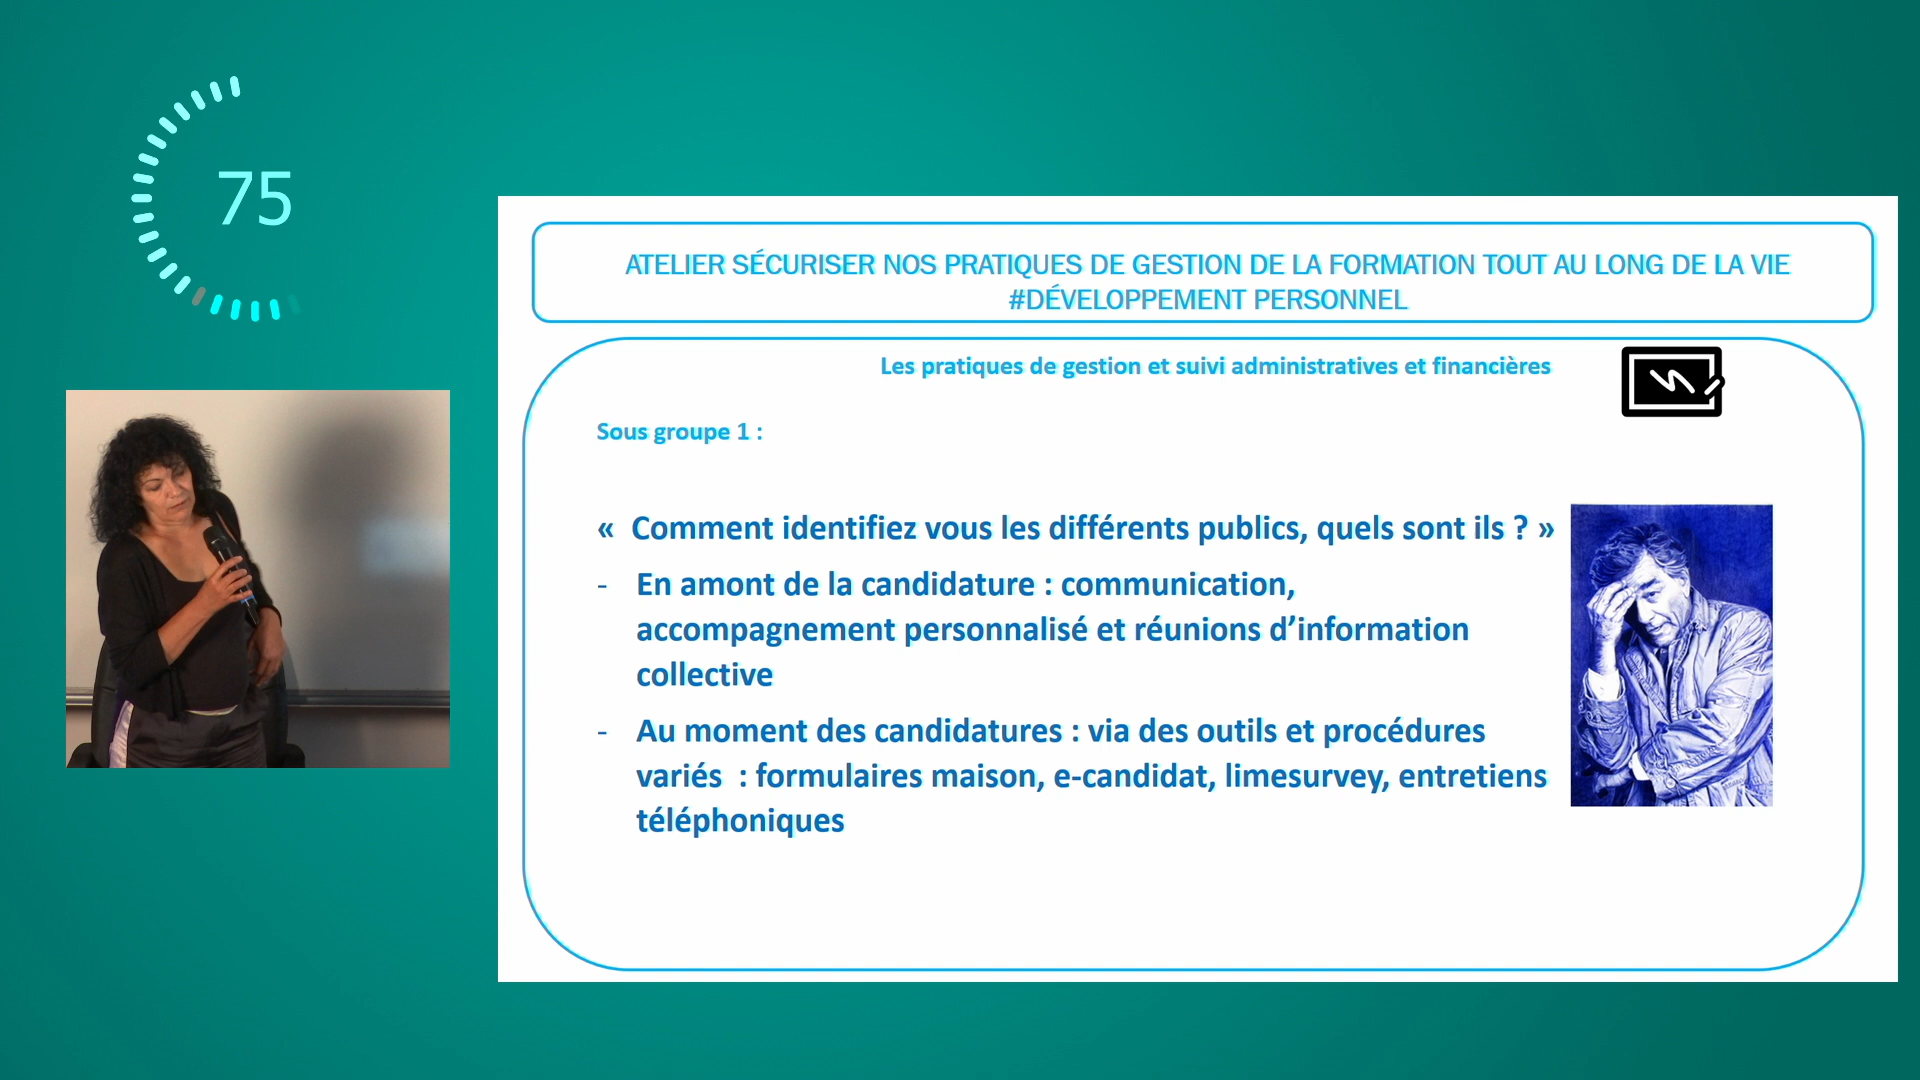 75
ATELIER SÉCURISER NOS PRATIQUES DE GESTION DE LA FORMATION TOUT AU LONG DE LA VIE
#DÉVELOPPEMENT PERSONNEL
Les pratiques de gestion et suivi administratives et financières
Sous groupe 1 :
«  Comment identifiez vous les différents publics, quels sont ils ? »
- En amont de la candidature : communication,
accompagnement personnalisé et réunions d’information
collective
- Au moment des candidatures : via des outils et procédures
variés  : formulaires maison, e-candidat, limesurvey, entretiens
téléphoniques